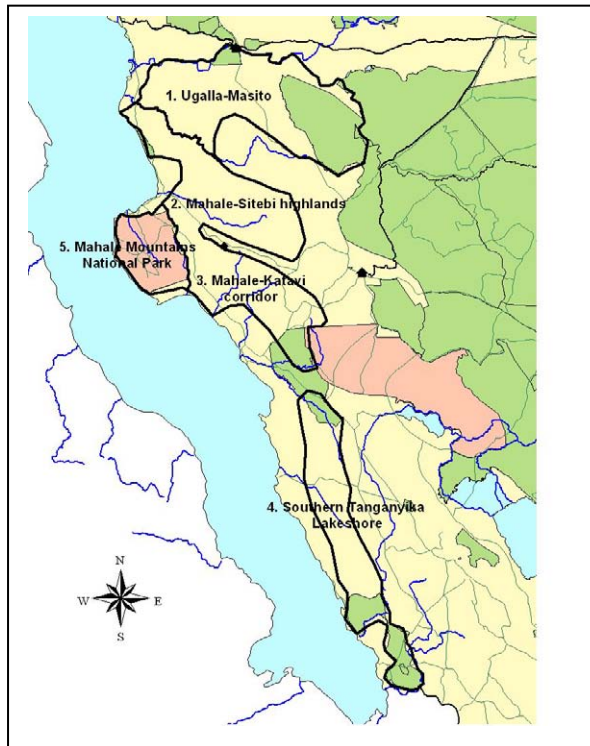 1. Ugalla-Masito
2. Mahale-Sitebi highlands
5. Mahale Mountains
National Park
3. Mahale-Katavi
corridor
4. Southern Tanganyika
Lakeshore
N
W
E
S